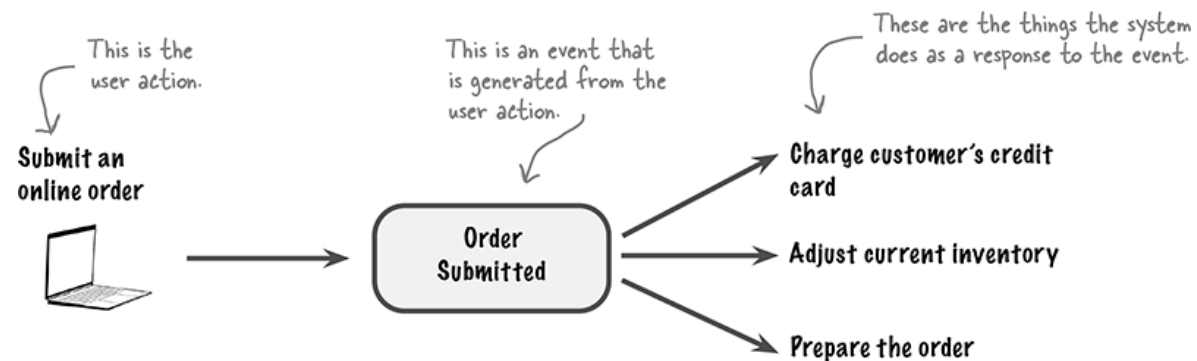 This is the
user action.
This is an event that
is generated from the
user action.
These are the things the system
does as a response to the event.
Submit an
online order
Order
Submitted
Charge customer's credit
card
Adjust current inventory
Prepare the order